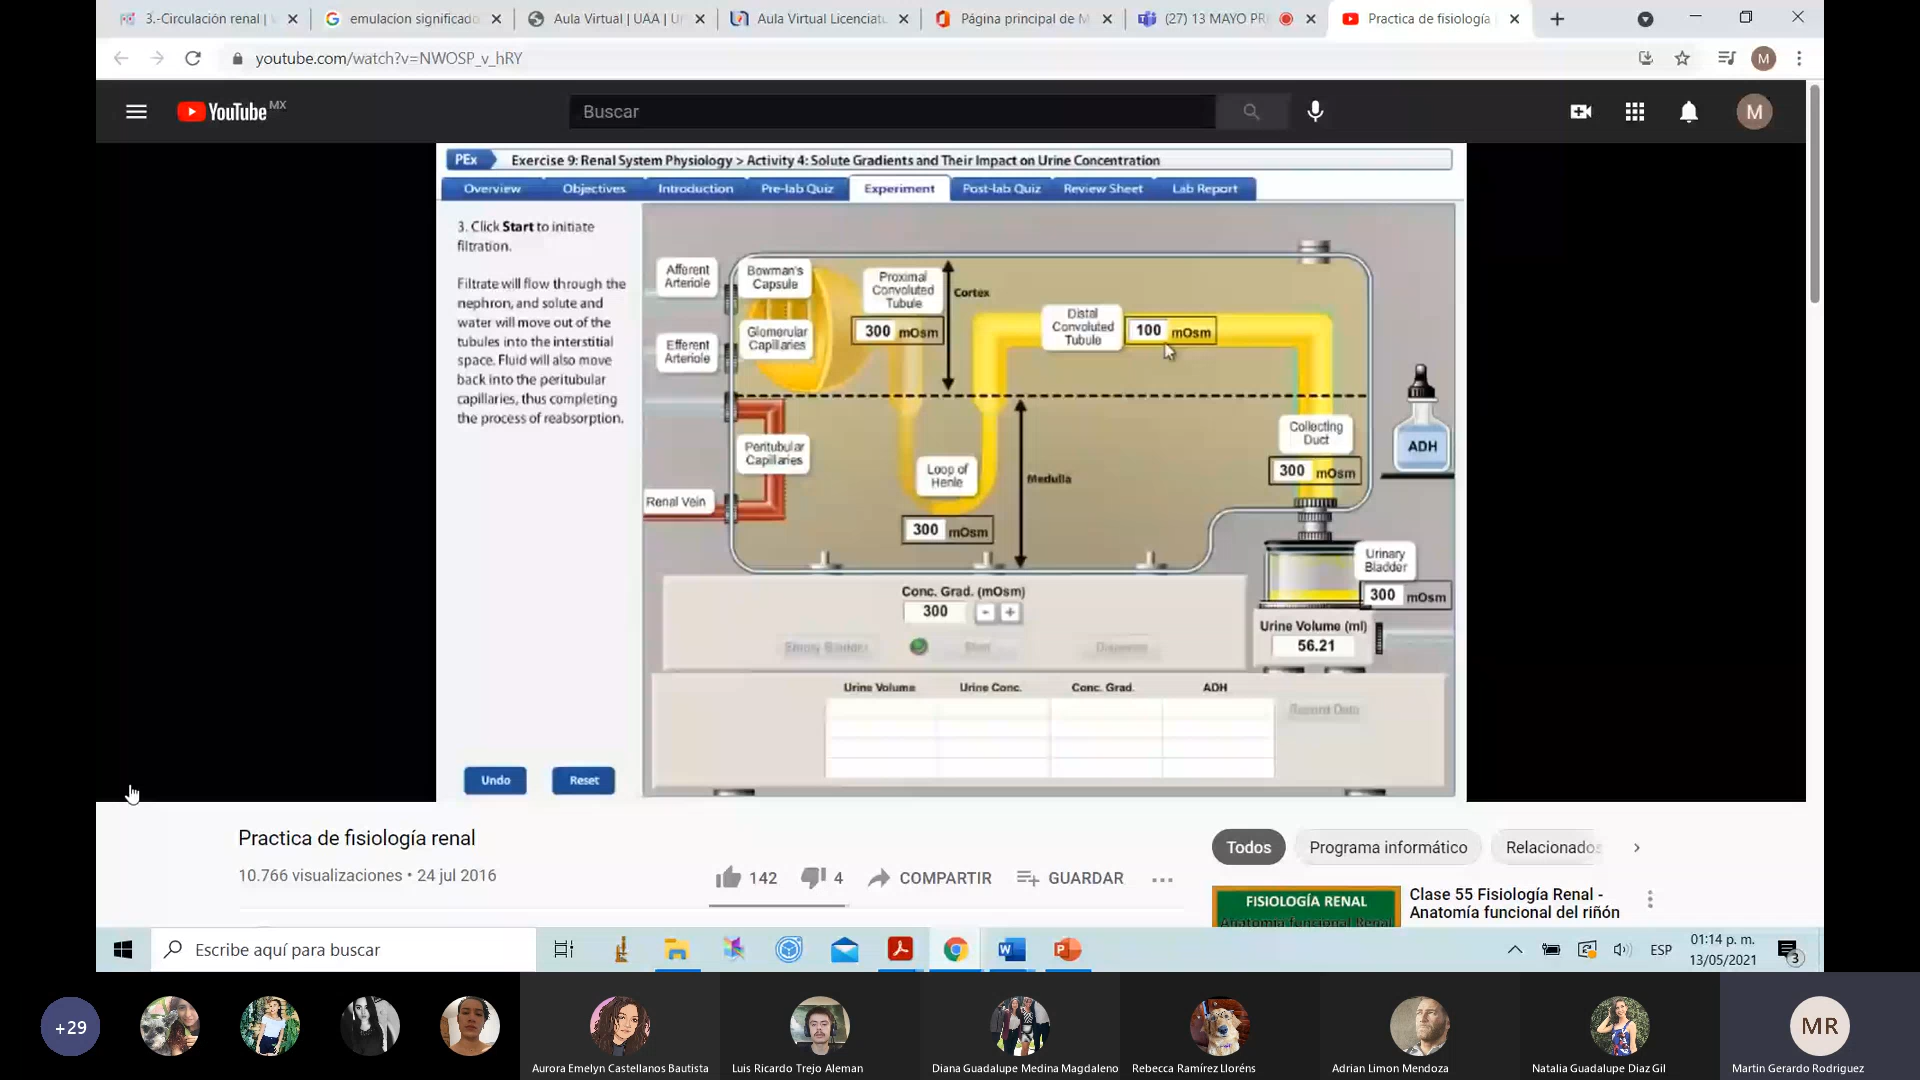 3.-Circulación renal |
emulacion significado
Aula Virtual | UAA | U
Aula Virtual Licenciatu
Página principal de M
(27) 13 MAYO PR
Practica de fisiología
youtube.com/watch?v=NWOSP_v_hRY
M
YouTube MX
Buscar
M
PEx
Exercise 9: Renal System Physiology > Activity 4: Solute Gradients and Their Impact on Urine Concentration
Overview
Objectives
Introduction
Pre-lab Quiz
Experiment
Post-lab Quiz
Review Sheet
Lab Report
3. Click Start to initiate
filtration.
Filtrate will flow through the
nephron, and solute and
water will move out of the
tubules into the interstitial
space. Fluid will also move
back into the peritubular
capillaries, thus completing
the process of reabsorption.
Undo
Reset
Afferent
Arteriole
Bowman's
Capsule
Proximal
Convoluted
Tubule
300 mOsm
Cortex
Glomerular
Capillaries
Efferent
Arteriole
Distal
Convoluted
Tubule
100 mOsm
Peritubular
Capillaries
Renal Vein
Loop of
Henle
300 mOsm
Medulla
Collecting
Duct
300 mOsm
ADH
Urinary
Bladder
300 mOsm
Conc. Grad. (mOsm)
300
-
+
Empty Bladder
Start
Dispense
Urine Volume (ml)
56.21
Urine Volume
Urine Conc.
Conc. Grad.
ADH
Record Data
Practica de fisiología renal
10.766 visualizaciones • 24 jul 2016
142
4
COMPARTIR
GUARDAR
Todos
Programa informático
Relacionados
FISIOLOGÍA RENAL
Anatomía funcional Renal
Clase 55 Fisiología Renal -
Anatomía funcional del riñón
Escribe aquí para buscar
ESP
01:14 p. m.
13/05/2021
3
+29
Aurora Emelyn Castellanos Bautista
Luis Ricardo Trejo Aleman
Diana Guadalupe Medina Magdaleno
Rebecca Ramírez Lloréns
Adrian Limon Mendoza
Natalia Guadalupe Diaz Gil
MR
Martin Gerardo Rodriguez